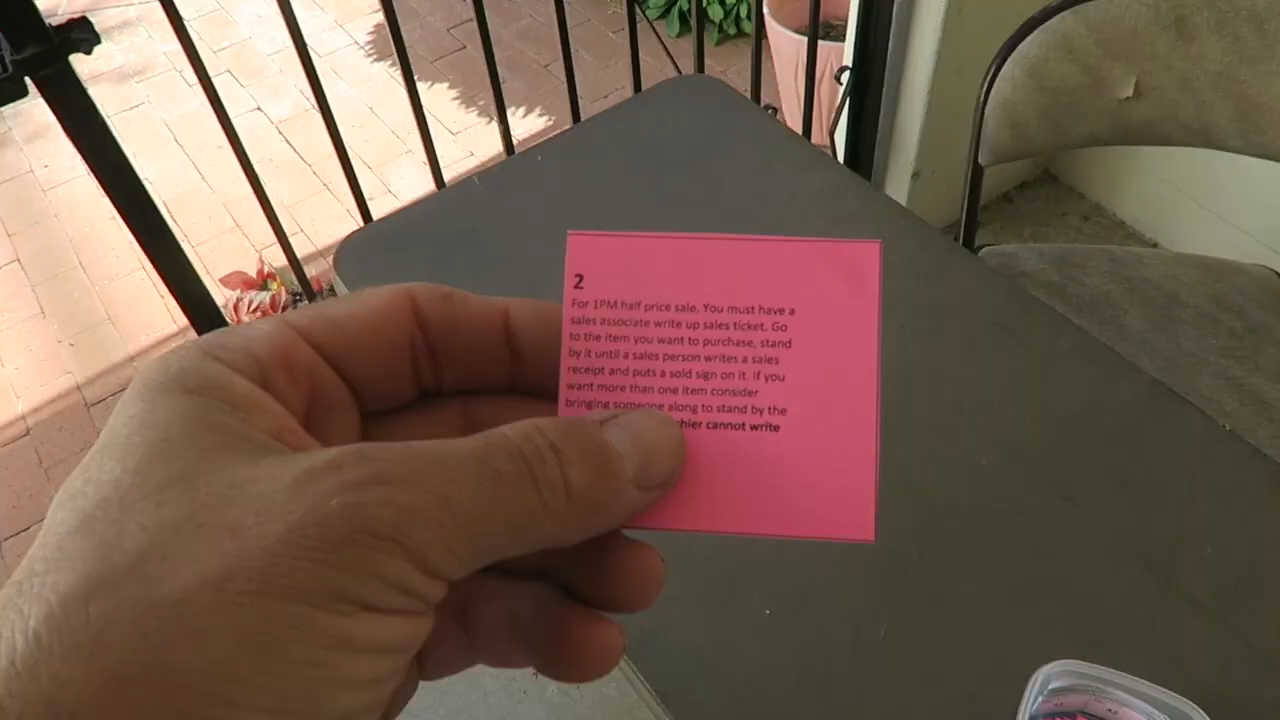 2
For 1PM half price sale. You must have a
sales associate write up sales ticket. Go
to the item you want to purchase, stand
by it until a sales person writes a sales
receipt and puts a sold sign on it. If you
want more than one item consider
bringing someone along to stand by the
cannot write